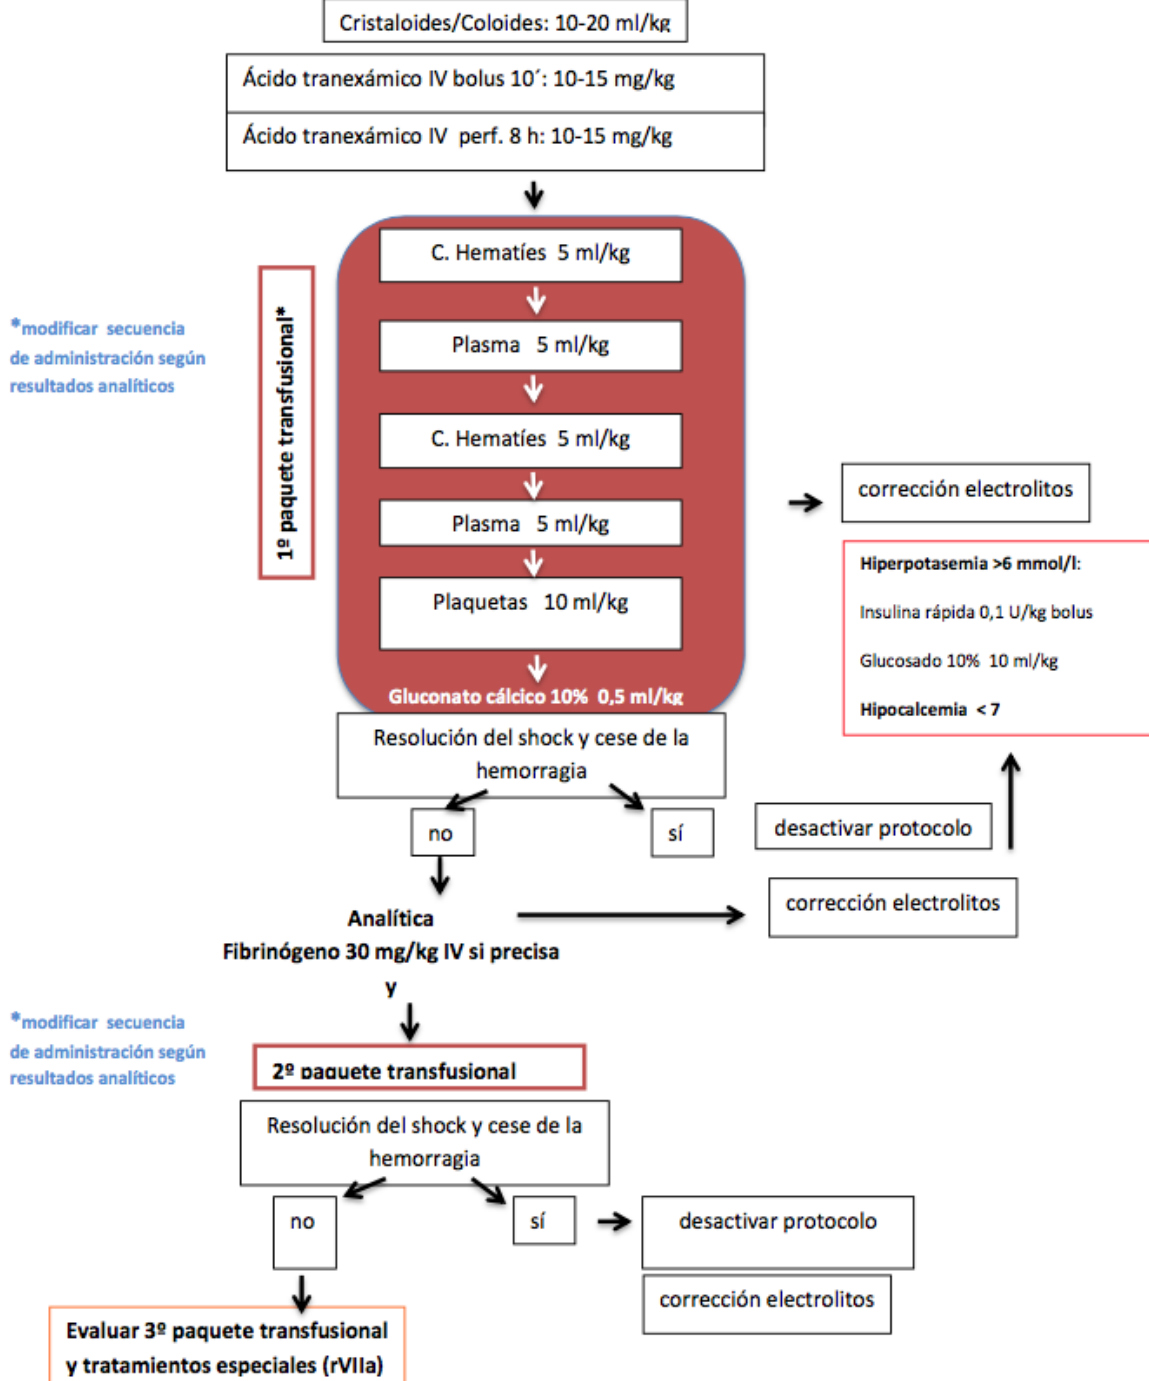 Cristaloides/Coloides: 10-20 ml/kg
Ácido tranexámico IV bolus 10´: 10-15 mg/kg
Ácido tranexámico IV perf. 8 h: 10-15 mg/kg
C. Hematíes 5 ml/kg
Plasma 5 ml/kg
C. Hematíes 5 ml/kg
Plasma 5 ml/kg
Plaquetas 10 ml/kg
Gluconato cálcico 10% 0,5 ml/kg
1º paquete transfusional*
*modificar secuencia
de administración según
resultados analíticos
corrección electrolitos
Hiperpotasemia >6 mmol/l:
Insulina rápida 0,1 U/kg bolus
Glucosado 10% 10 ml/kg
Hipocalcemia < 7
Resolución del shock y cese de la
hemorragia
no
sí
desactivar protocolo
corrección electrolitos
Analítica
Fibrinógeno 30 mg/kg IV si precisa
y
*modificar secuencia
de administración según
resultados analíticos
2º paquete transfusional
Resolución del shock y cese de la
hemorragia
no
sí
desactivar protocolo
corrección electrolitos
Evaluar 3º paquete transfusional
y tratamientos especiales (rVIIa)